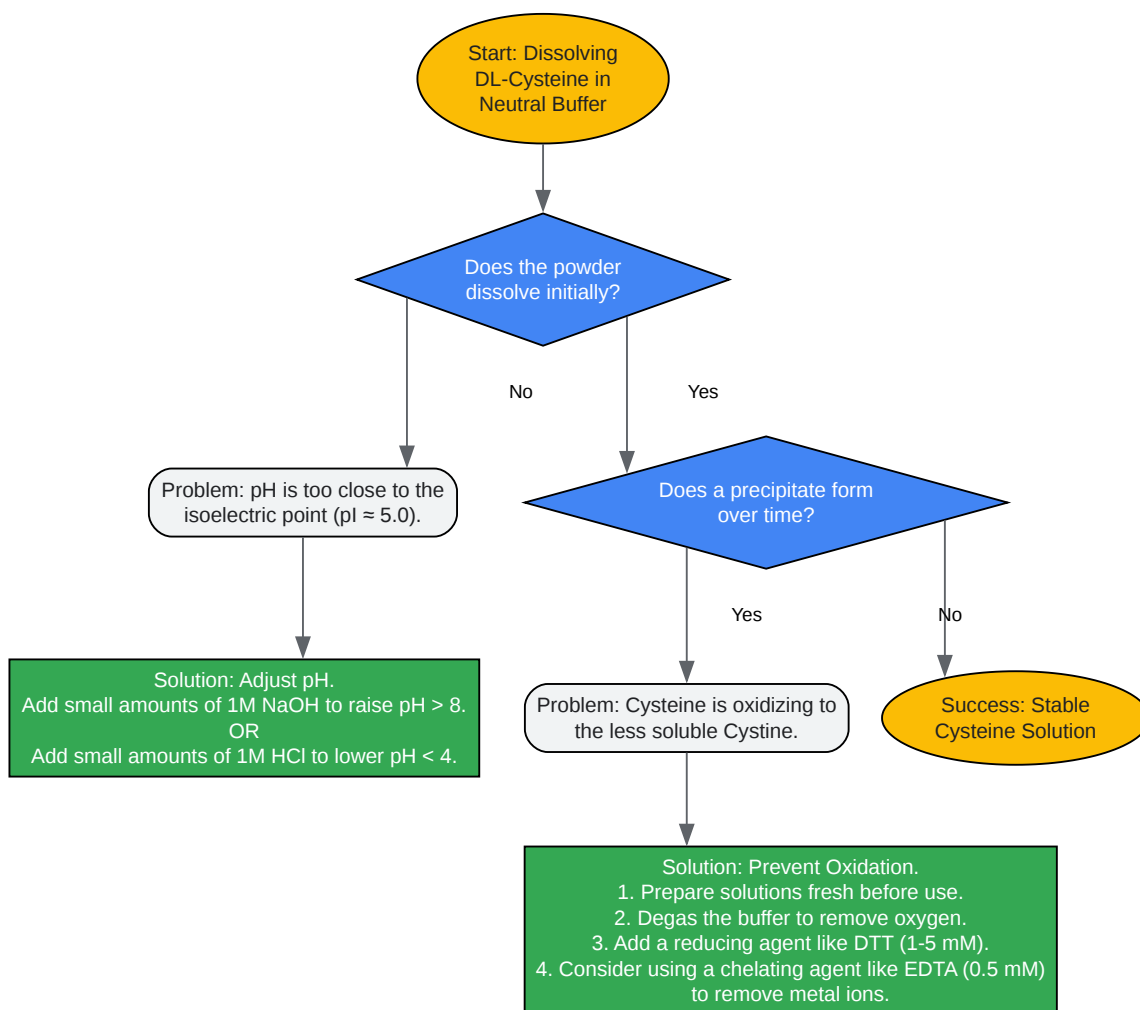 Start: Dissolving
DL-Cysteine in
Neutral Buffer
Does the powder
dissolve initially?
No
Yes
Problem: pH is too close to the
isoelectric point (pI ≈ 5.0).
Does a precipitate form
over time?
Yes
No
Solution: Adjust pH.
Add small amounts of 1M NaOH to raise pH > 8.
OR
Add small amounts of 1M HCl to lower pH < 4.
Problem: Cysteine is oxidizing to
the less soluble Cystine.
Success: Stable
Cysteine Solution
Solution: Prevent Oxidation.
1. Prepare solutions fresh before use.
2. Degas the buffer to remove oxygen.
3. Add a reducing agent like DTT (1-5 mM).
4. Consider using a chelating agent like EDTA (0.5 mM)
to remove metal ions.